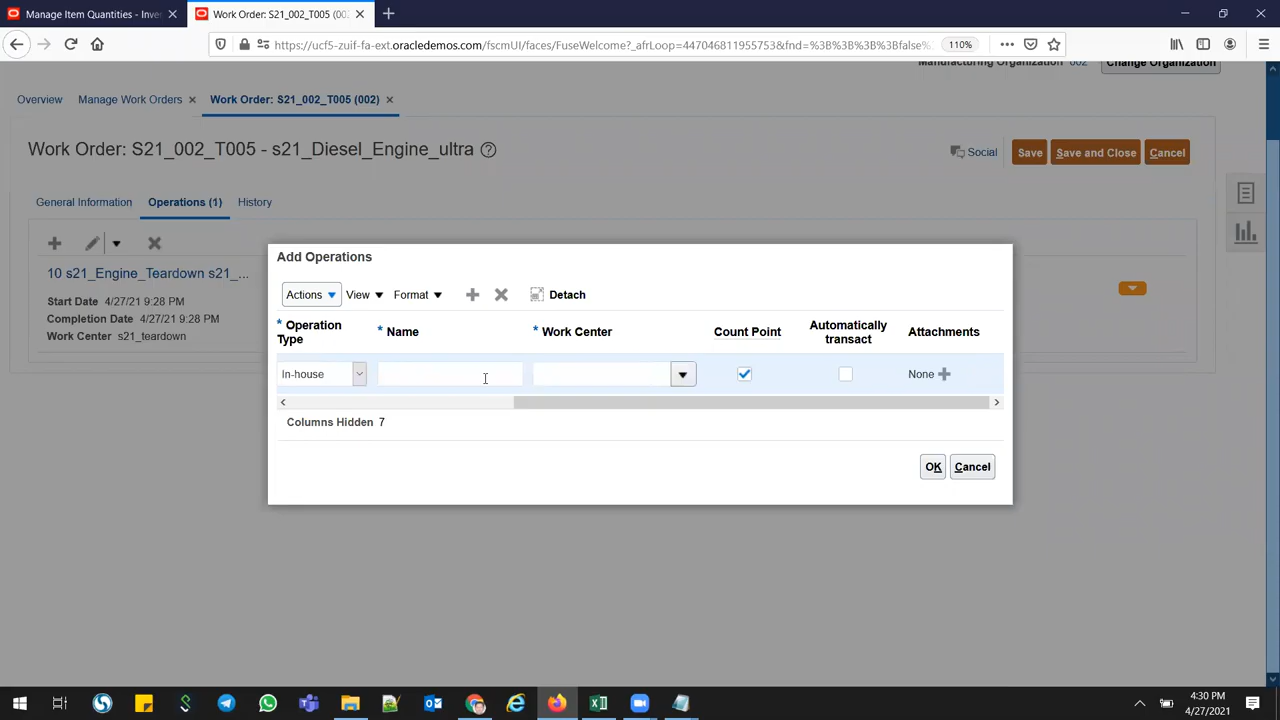 Manage Item Quantities - Inve
Work Order: S21_002_T005 (002
https://ucf5-zuif-fa-ext.oracledemos.com/fscmUI/faces/FuseWelcome?_afrLoop=447046811955753&fnd=%3B%3B%3B%3Bfalse%
110%
Manufacturing Organization 002
Change Organization
Overview
Manage Work Orders
Work Order: S21_002_T005 (002)
Work Order: S21_002_T005 - s21_Diesel_Engine_ultra
Social
Save
Save and Close
Cancel
General Information
Operations (1)
History
10 s21_Engine_Teardown s21_...
Start Date 4/27/21 9:28 PM
Completion Date 4/27/21 9:28 PM
Work Center s21_teardown
Add Operations
Actions
View
Format
Detach
* Operation Type
* Name
* Work Center
Count Point
Automatically transact
Attachments
In-house
None
Columns Hidden 7
OK
Cancel
4:30 PM
4/27/2021